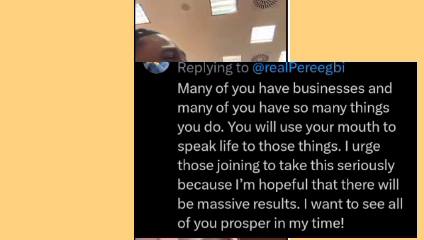 Replying to @realPereegbi
Many of you have businesses and
many of you have so many things
you do. You will use your mouth to
speak life to those things. I urge
those joining to take this seriously
because I'm hopeful that there will
be massive results. I want to see all
of you prosper in my time!